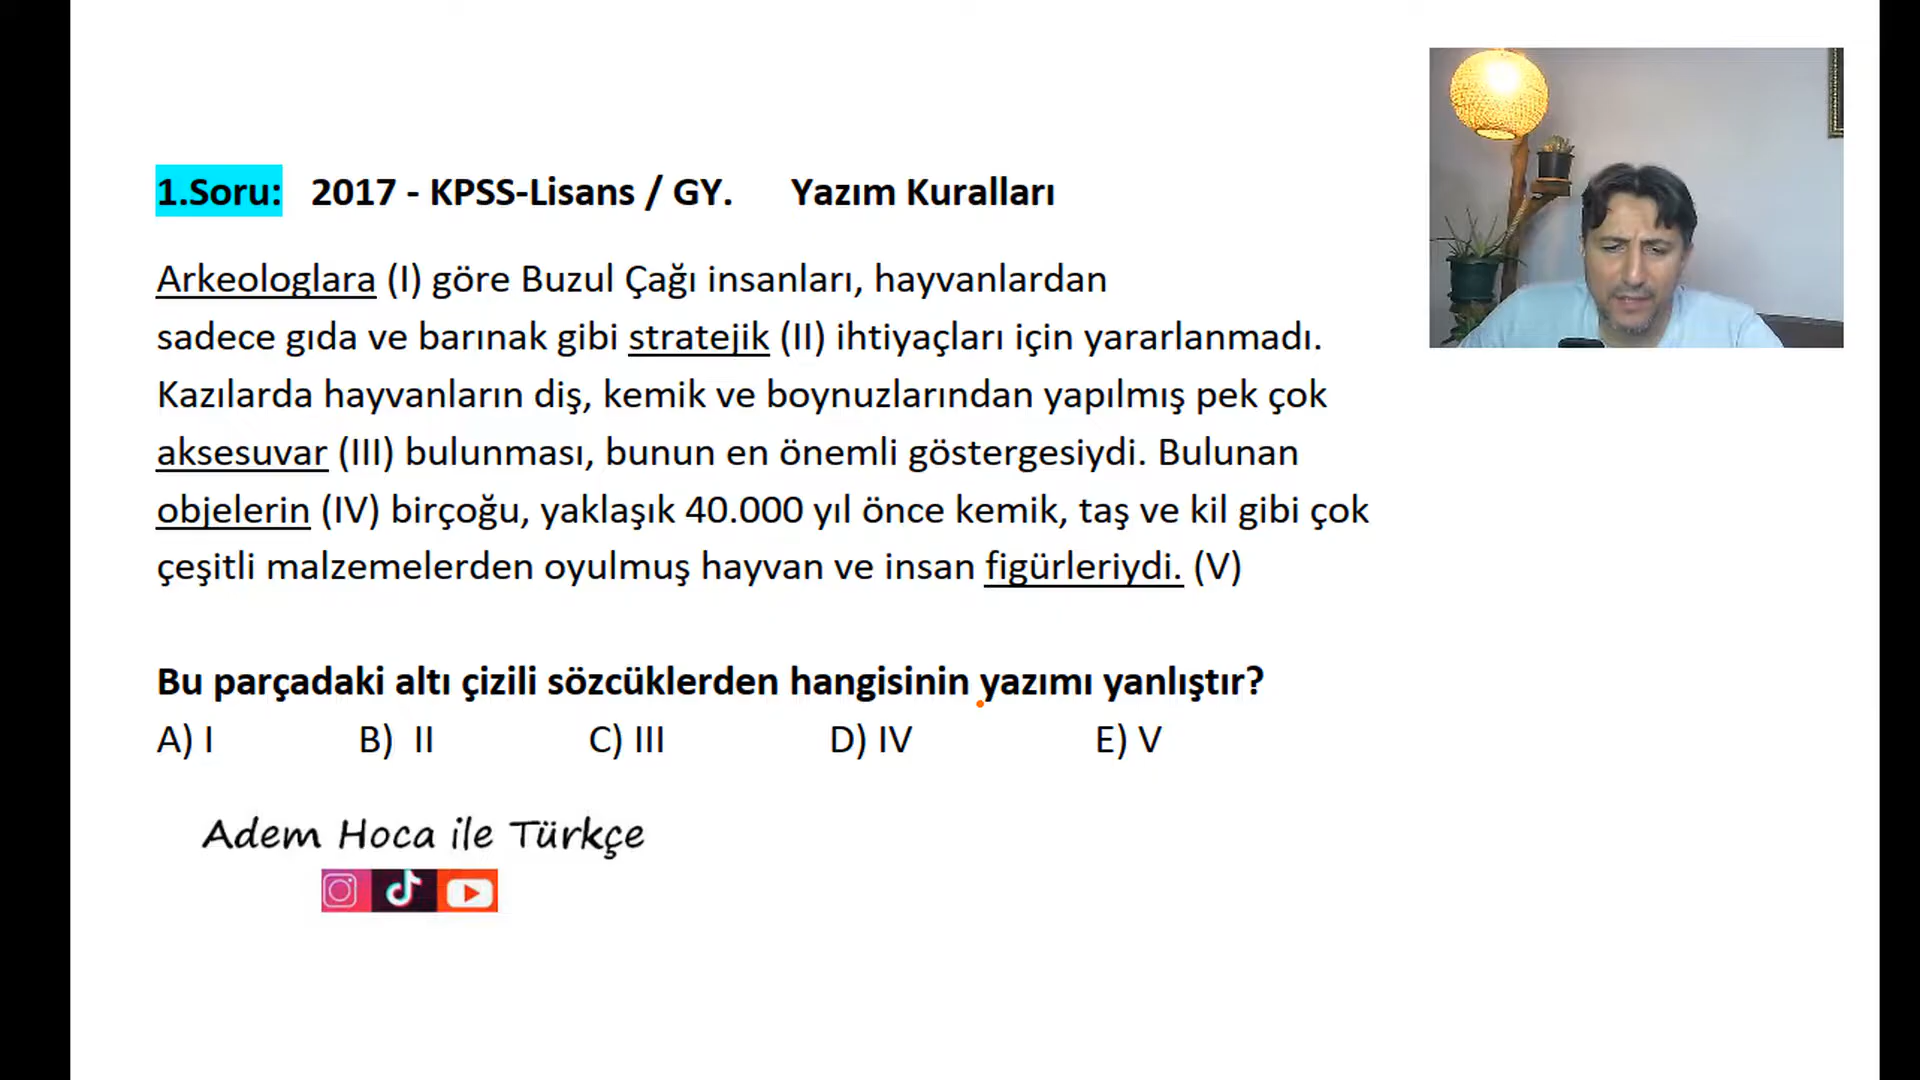 1.Soru: 2017 - KPSS-Lisans / GY. Yazım Kuralları
Arkeologlara (I) göre Buzul Çağı insanları, hayvanlardan
sadece gıda ve barınak gibi stratejik (II) ihtiyaçları için yararlanmadı.
Kazılarda hayvanların diş, kemik ve boynuzlarından yapılmış pek çok
aksesuvar (III) bulunması, bunun en önemli göstergesiydi. Bulunan
objelerin (IV) birçoğu, yaklaşık 40.000 yıl önce kemik, taş ve kil gibi çok
çeşitli malzemelerden oyulmuş hayvan ve insan figürleriydi. (V)
Bu parçadaki altı çizili sözcüklerden hangisinin yazımı yanlıştır?
A) I B) II C) III D) IV E) V
Adem Hoca ile Türkçe